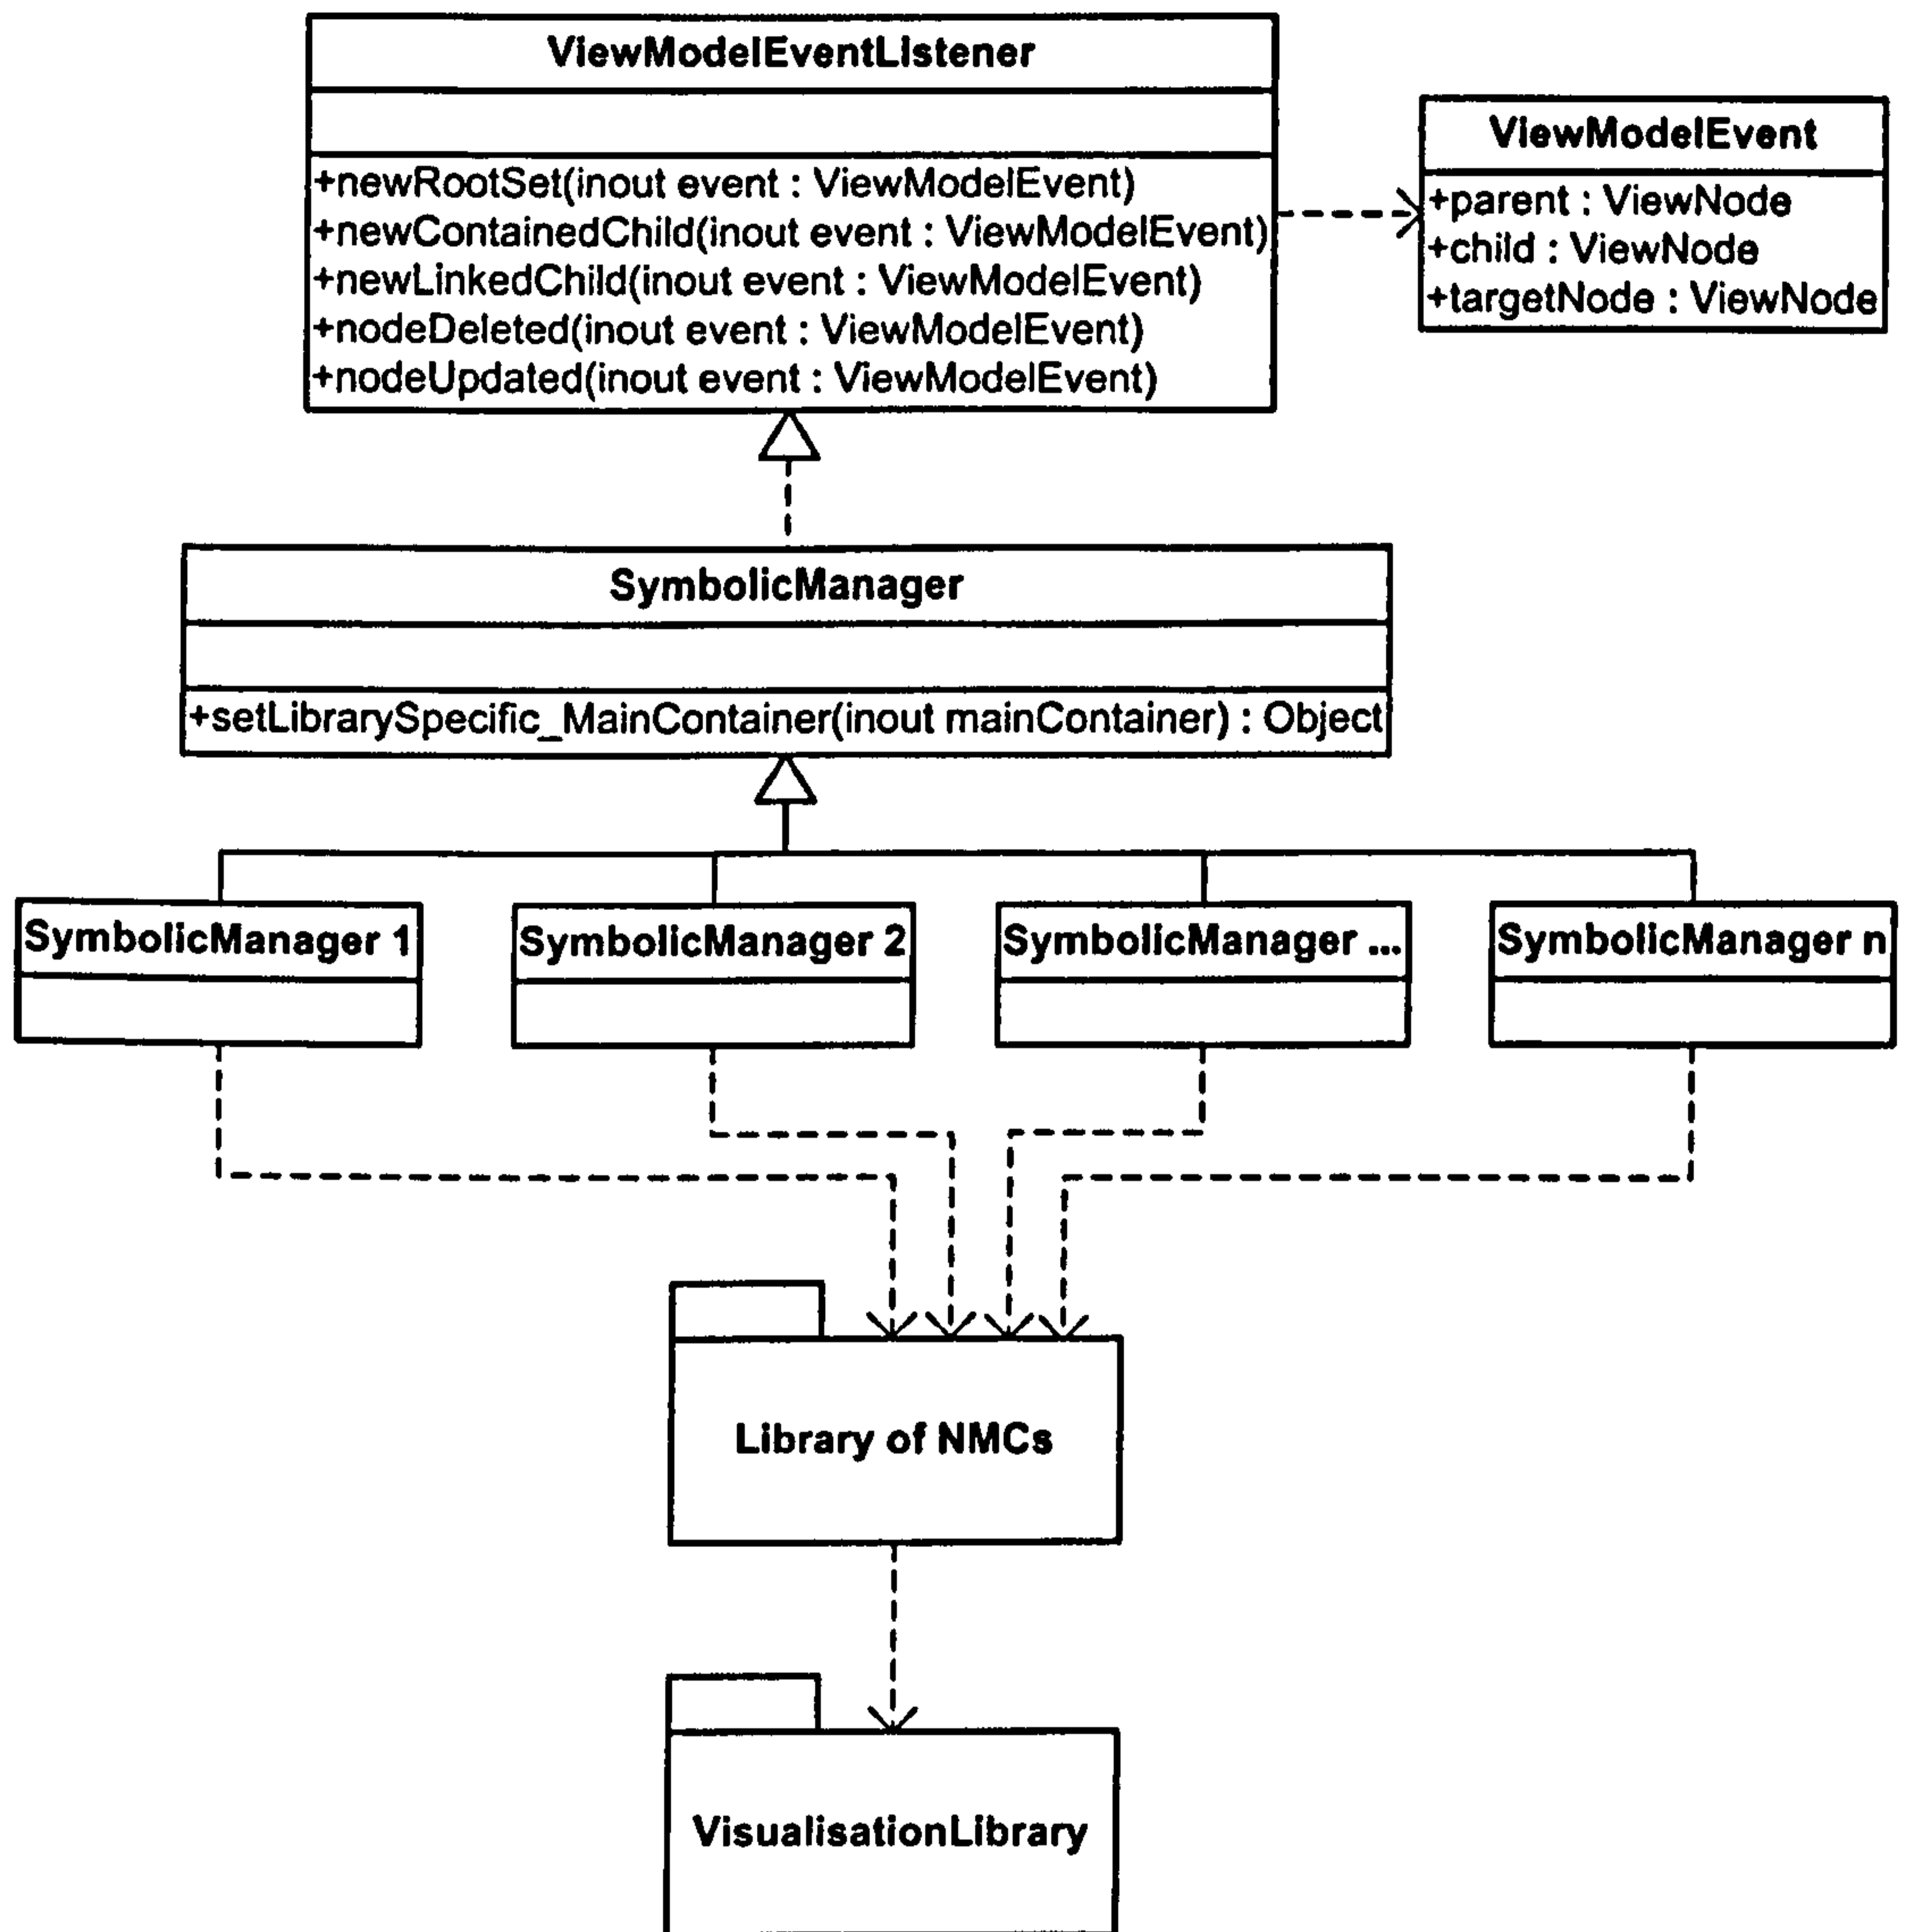 ViewModelEventListener
+newRootSet(inout event : ViewModelEvent)
+newContainedChild(inout event : ViewModelEvent)
+newLinkedChild(inout event : ViewModelEvent)
+nodeDeleted(inout event : ViewModelEvent)
+nodeUpdated(inout event : ViewModelEvent)
ViewModelEvent
+parent : ViewNode
+child : ViewNode
+targetNode : ViewNode
SymbolicManager
+setLibrarySpecific_MainContainer(inout mainContainer) : Object
SymbolicManager 1
SymbolicManager 2
SymbolicManager ...
SymbolicManager n
Library of NMCs
VisualisationLibrary